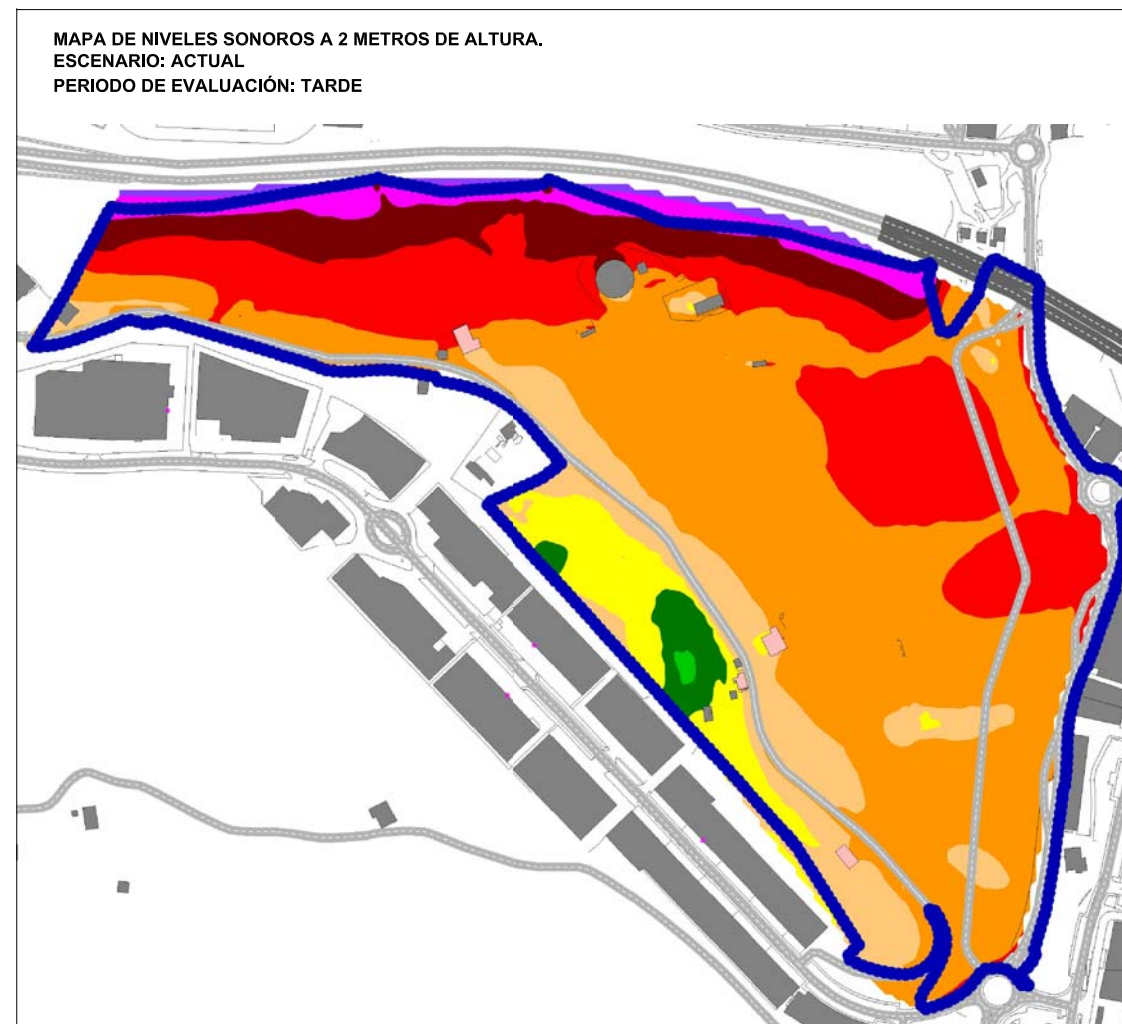 MAPA DE NIVELES SONOROS A 2 METROS DE ALTURA.
ESCENARIO: ACTUAL
PERIODO DE EVALUACIÓN: TARDE